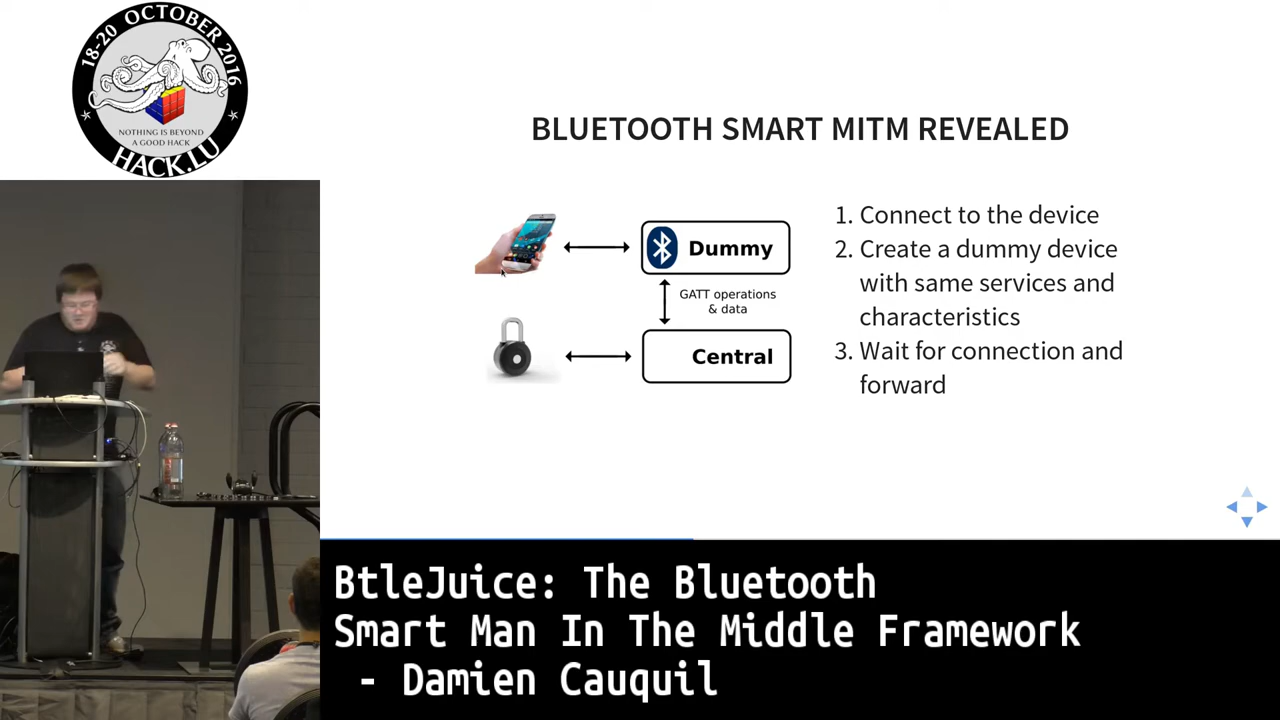 18-20 OCTOBER 2016
NOTHING IS BEYOND
A GOOD HACK
HACK.LU
BLUETOOTH SMART MITM REVEALED
Dummy
GATT operations
& data
Central
1. Connect to the device
2. Create a dummy device
with same services and
characteristics
3. Wait for connection and
forward
BtleJuice: The Bluetooth
Smart Man In The Middle Framework
- Damien Cauquil